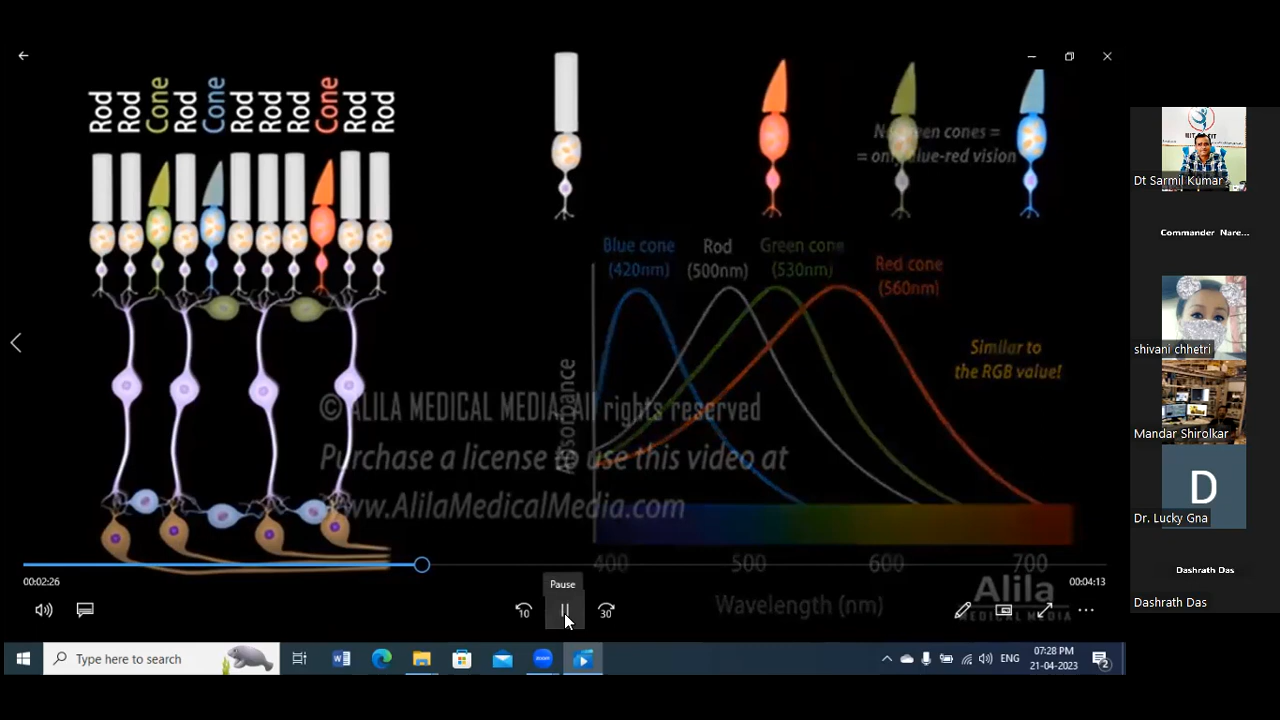 Rod
Rod
Cone
Rod
Cone
Rod
Rod
Rod
Cone
Rod
Rod
= only blue-red vision
Blue cone
(420nm)
Rod
(500nm)
Green cone
(530nm)
Red cone
(560nm)
Similar to
the RGB value!
Absorbance
© ALILA MEDICAL MEDIA, All rights reserved
Purchase a license to use this video at
www.AlilaMedicalMedia.com
400 500 600 700
Wavelength (nm)
Alila
MEDICAL MEDIA
00:02:26
Pause
00:04:13
10
30
Type here to search
ENG
07:28 PM
21-04-2023
2
Dt Sarmil Kumar
Commander Nare...
shivani chhetri
Mandar Shirolkar
D
Dr. Lucky Gna
Dashrath Das
Dashrath Das